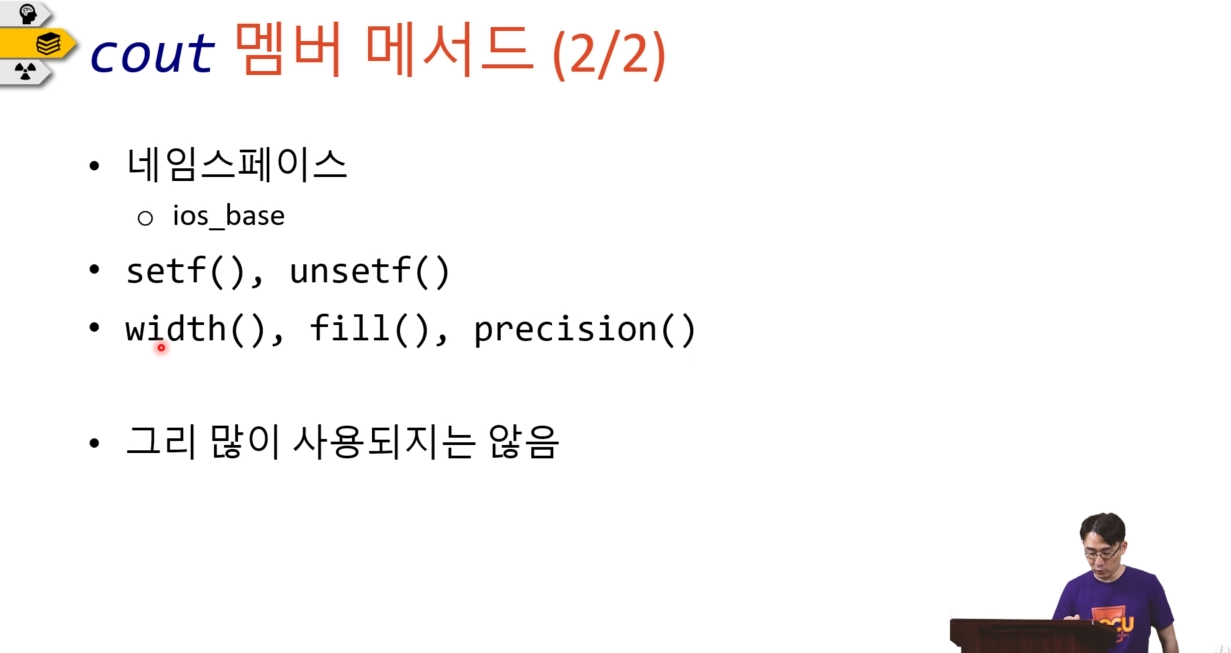 cout 멤버 메서드 (2/2)
• 네임스페이스
○ ios_base
• setf(), unsetf()
• width(), fill(), precision()
• 그리 많이 사용되지는 않음